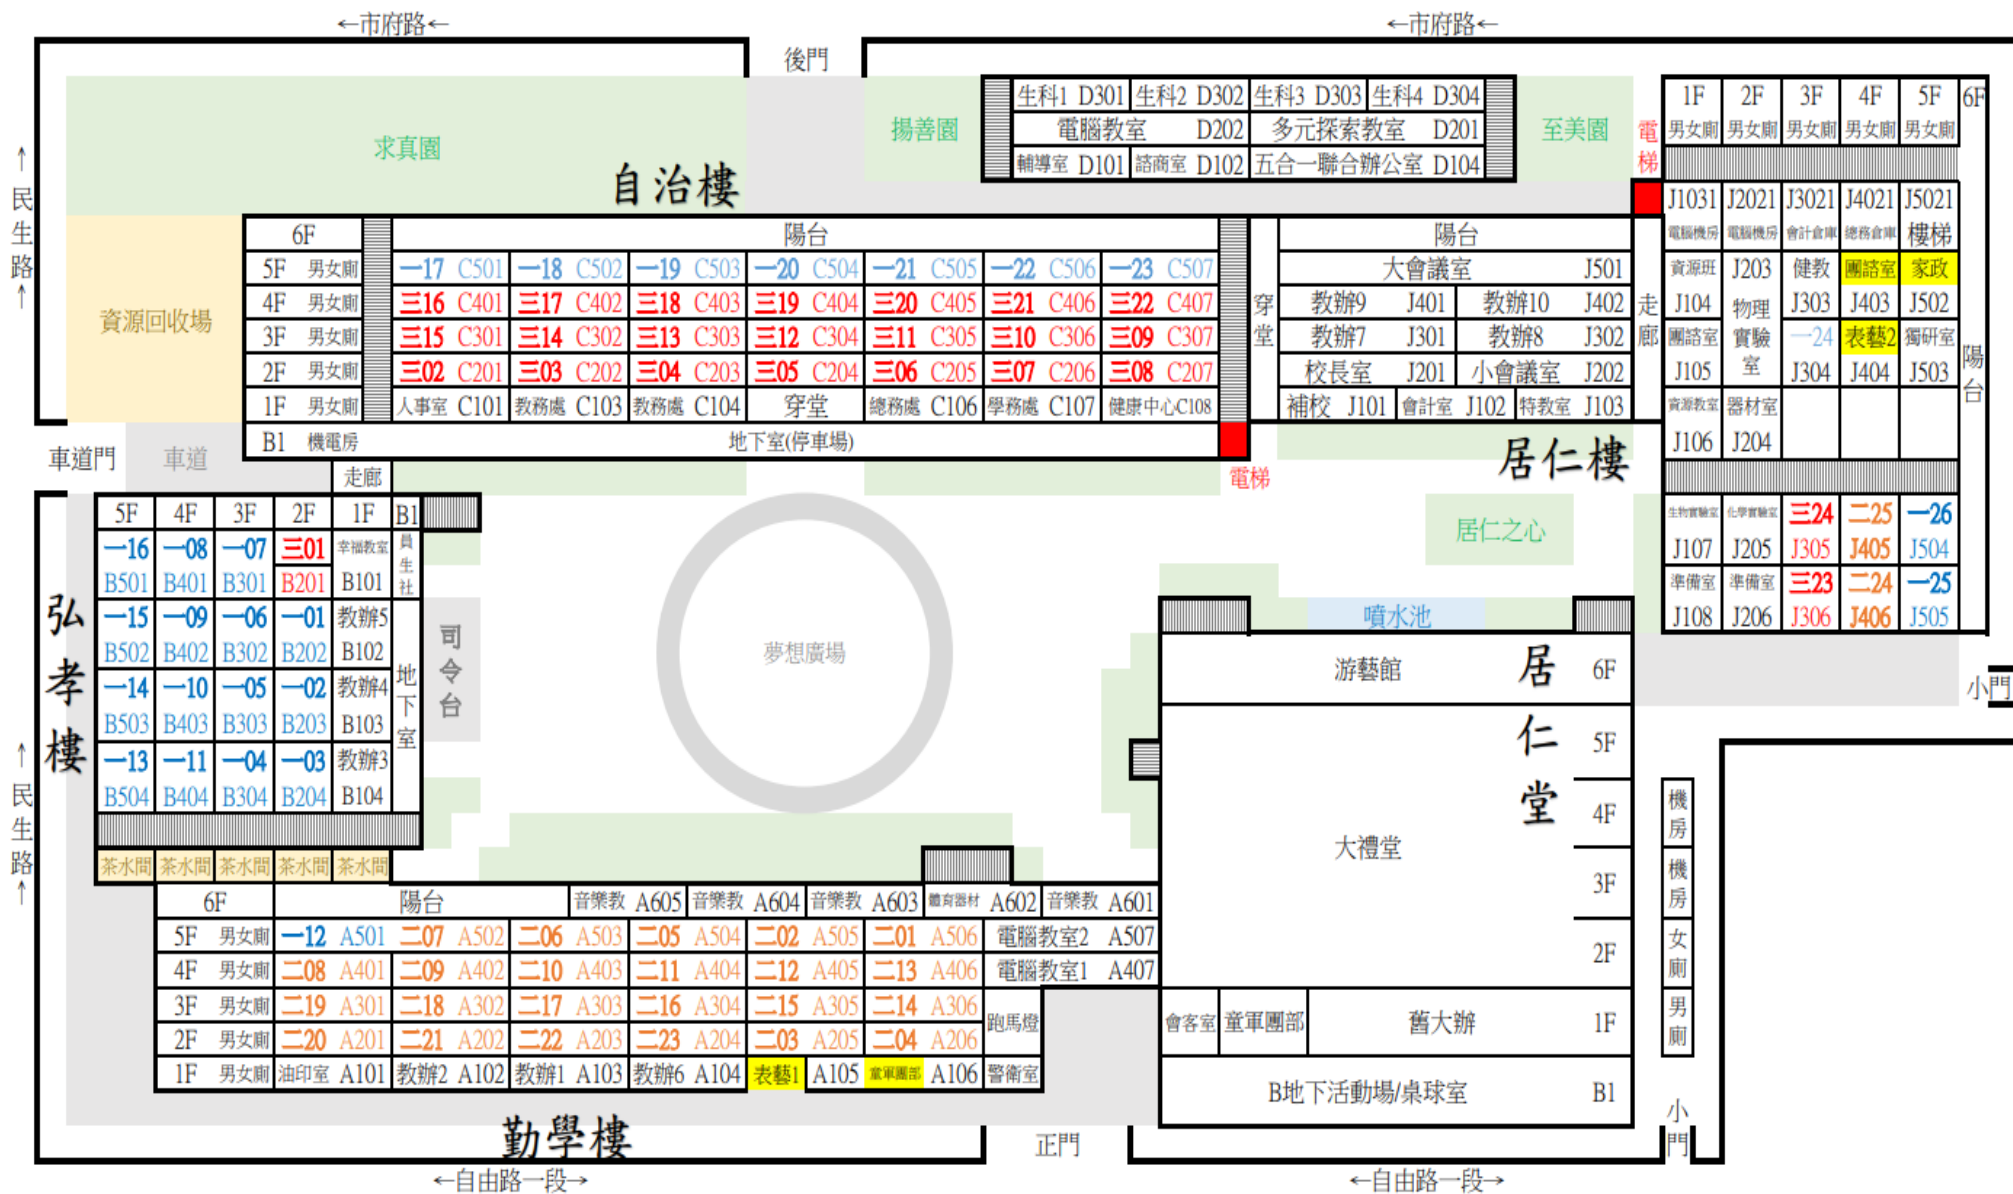 ←市府路←
←市府路←
後門
↑民生路↑
求真園
揚善園
生科1 D301 生科2 D302 生科3 D303 生科4 D304
電腦教室 D202 多元探索教室 D201
輔導室 D101 諮商室 D102 五合一聯合辦公室 D104
至美園
電梯
自治樓
資源回收場
6F 陽台
5F 男女廁 一17 C501 一18 C502 一19 C503 一20 C504 一21 C505 一22 C506 一23 C507
4F 男女廁 三16 C401 三17 C402 三18 C403 三19 C404 三20 C405 三21 C406 三22 C407
3F 男女廁 三15 C301 三14 C302 三13 C303 三12 C304 三11 C305 三10 C306 三09 C307
2F 男女廁 三02 C201 三03 C202 三04 C203 三05 C204 三06 C205 三07 C206 三08 C207
1F 男女廁 人事室 C101 教務處 C103 教務處 C104 穿堂 總務處 C106 學務處 C107 健康中心C108
B1 機電房 地下室(停車場)
電梯
穿堂
陽台
大會議室 J501
教辦9 J401 教辦10 J402
教辦7 J301 教辦8 J302
校長室 J201 小會議室 J202
補校 J101 會計室 J102 特教室 J103
走廊
居仁樓
1F 2F 3F 4F 5F 6F
男女廁 男女廁 男女廁 男女廁 男女廁
J1031 J2021 J3021 J4021 J5021
電腦機房 電腦機房 會計倉庫 總務倉庫 樓梯
資源班 J203 健教 團諮室 家政
J104 物理 J303 J403 J502
團諮室 實驗 一24 表藝2 獨研室
J105 室 J304 J404 J503
資源教室 器材室
J106 J204
陽台
生物實驗室 化學實驗室 三24 二25 一26
J107 J205 J305 J405 J504
準備室 準備室 三23 二24 一25
J108 J206 J306 J406 J505
車道門
車道
走廊
5F 4F 3F 2F 1F B1
一16 一08 一07 三01 幸福教室 員生社
B501 B401 B301 B201 B101
一15 一09 一06 一01 教辦5
B502 B402 B302 B202 B102
一14 一10 一05 一02 教辦4 地下室
B503 B403 B303 B203 B103
一13 一11 一04 一03 教辦3
B504 B404 B304 B204 B104
茶水間 茶水間 茶水間 茶水間 茶水間
弘孝樓
↑民生路↑
司令台
夢想廣場
居仁之心
噴水池
居仁堂
游藝館 6F
5F
大禮堂 4F
3F
2F
會客室 童軍團部 舊大辦 1F
B地下活動場/桌球室 B1
小門
機房
機房
女廁
男廁
小門
6F 陽台 音樂教 A605 音樂教 A604 音樂教 A603 體育器材 A602 音樂教 A601
5F 男女廁 一12 A501 二07 A502 二06 A503 二05 A504 二02 A505 二01 A506 電腦教室2 A507
4F 男女廁 二08 A401 二09 A402 二10 A403 二11 A404 二12 A405 二13 A406 電腦教室1 A407
3F 男女廁 二19 A301 二18 A302 二17 A303 二16 A304 二15 A305 二14 A306 跑馬燈
2F 男女廁 二20 A201 二21 A202 二22 A203 二23 A204 二03 A205 二04 A206
1F 男女廁 油印室 A101 教辦2 A102 教辦1 A103 教辦6 A104 表藝1 A105 童軍團部 A106 警衛室
勤學樓
正門
←自由路一段→
←自由路一段→